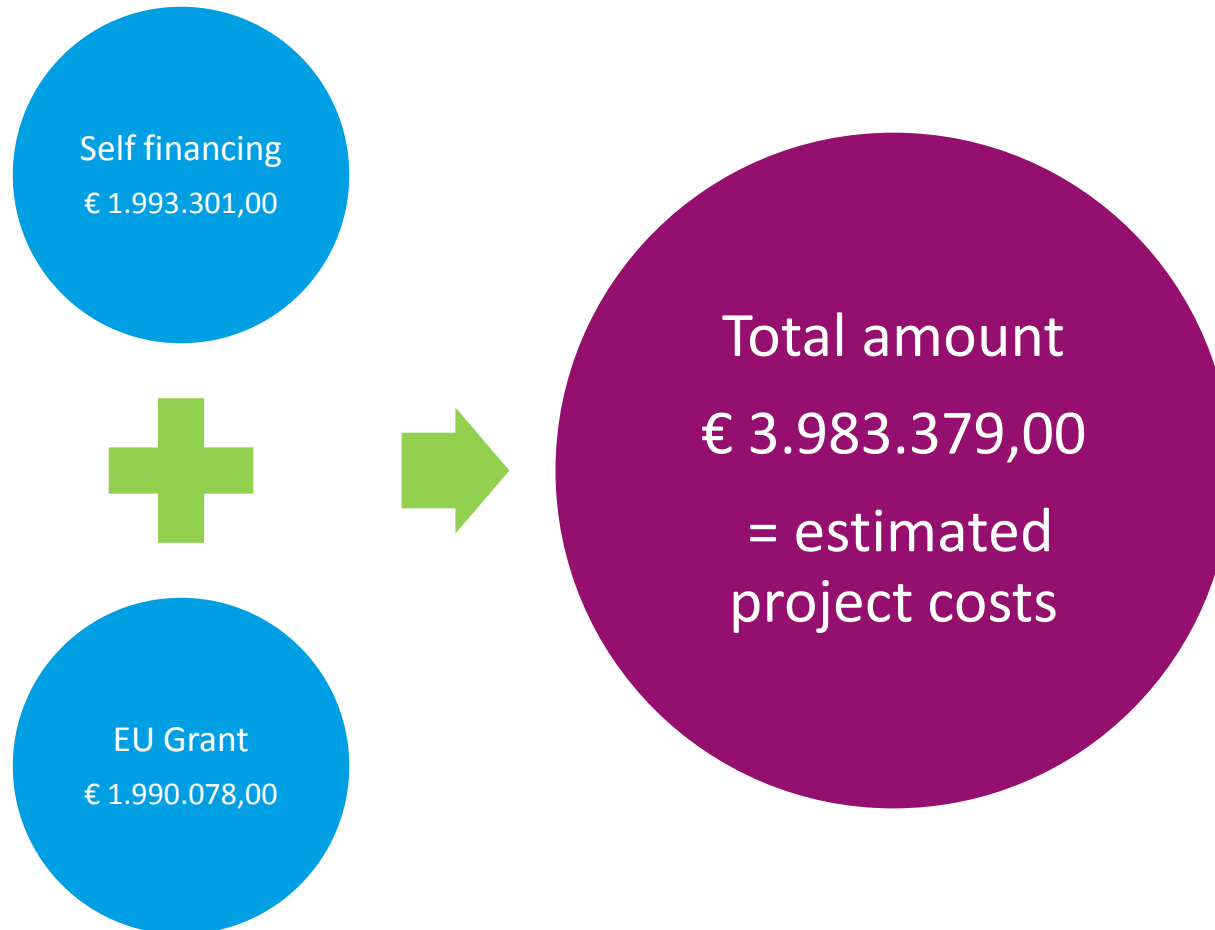 Self financing
€ 1.993.301,00
EU Grant
€ 1.990.078,00
Total amount
€ 3.983.379,00
= estimated
project costs